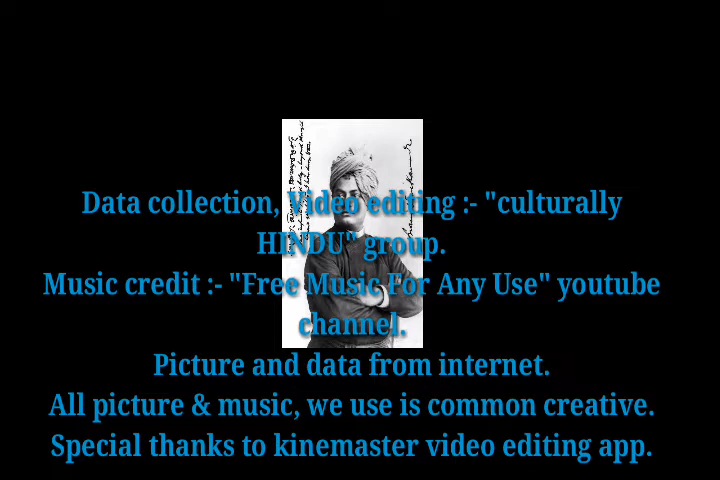 Data collection, Video editing :- "culturally
HINDU" group.
Music credit :- "Free Music For Any Use" youtube
channel.
Picture and data from internet.
All picture & music, we use is common creative.
Special thanks to kinemaster video editing app.